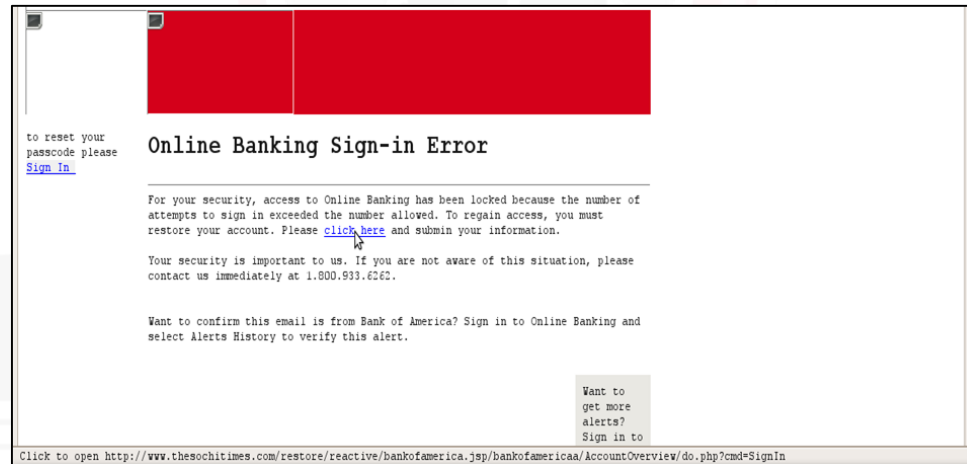 to reset your
passcode please
Sign In
Online Banking Sign-in Error
For your security, access to Online Banking has been locked because the number of
attempts to sign in exceeded the number allowed. To regain access, you must
restore your account. Please click here and submin your information.
Your security is important to us. If you are not aware of this situation, please
contact us immediately at 1.800.933.6262.
Want to confirm this email is from Bank of America? Sign in to Online Banking and
select Alerts History to verify this alert.
Want to
get more
alerts?
Sign in to
Click to open http://www.thesochitimes.com/restore/reactive/bankofamerica.jsp/bankofamericaa/AccountOverview/do.php?cmd=SignIn